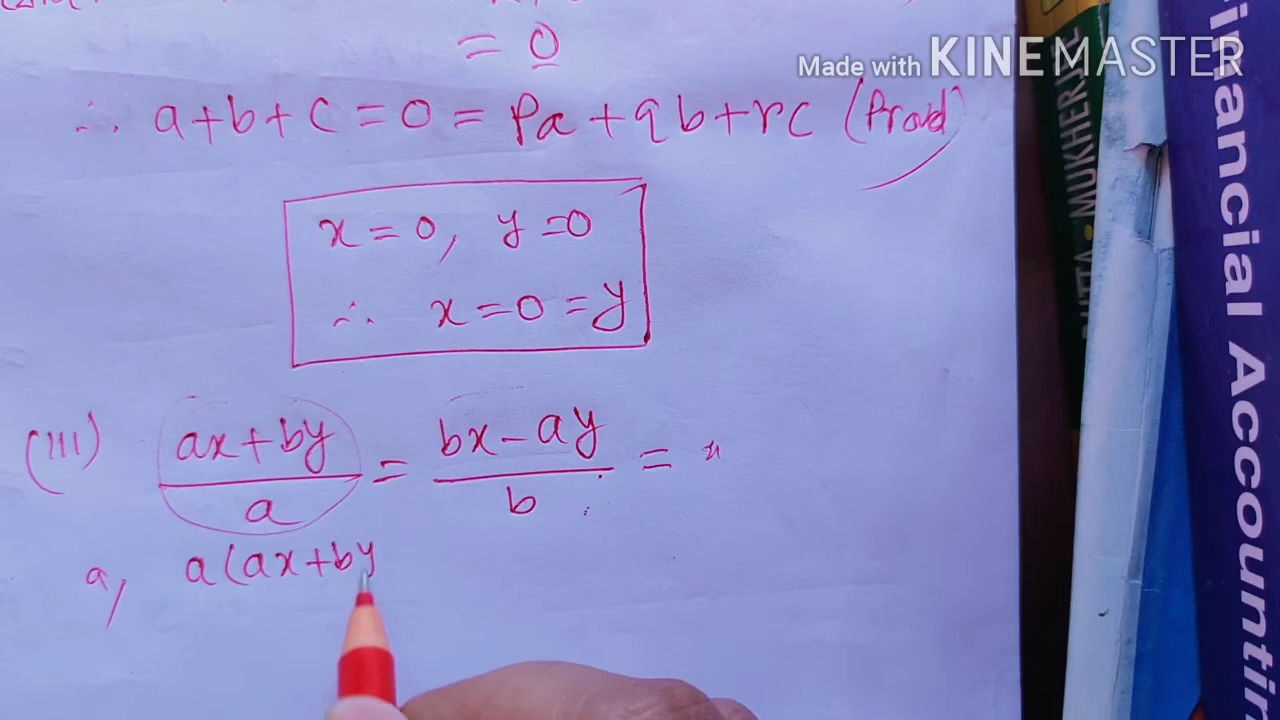 = 0
Made with KINEMASTER
∴ a+b+c = 0 = Pa + qb + rc (Proved)
x = 0, y = 0
∴ x = 0 = y
(III) (ax + by)/a = (bx - ay)/b =
a, a(ax + by
MUKHERJEE
Financial Accounting